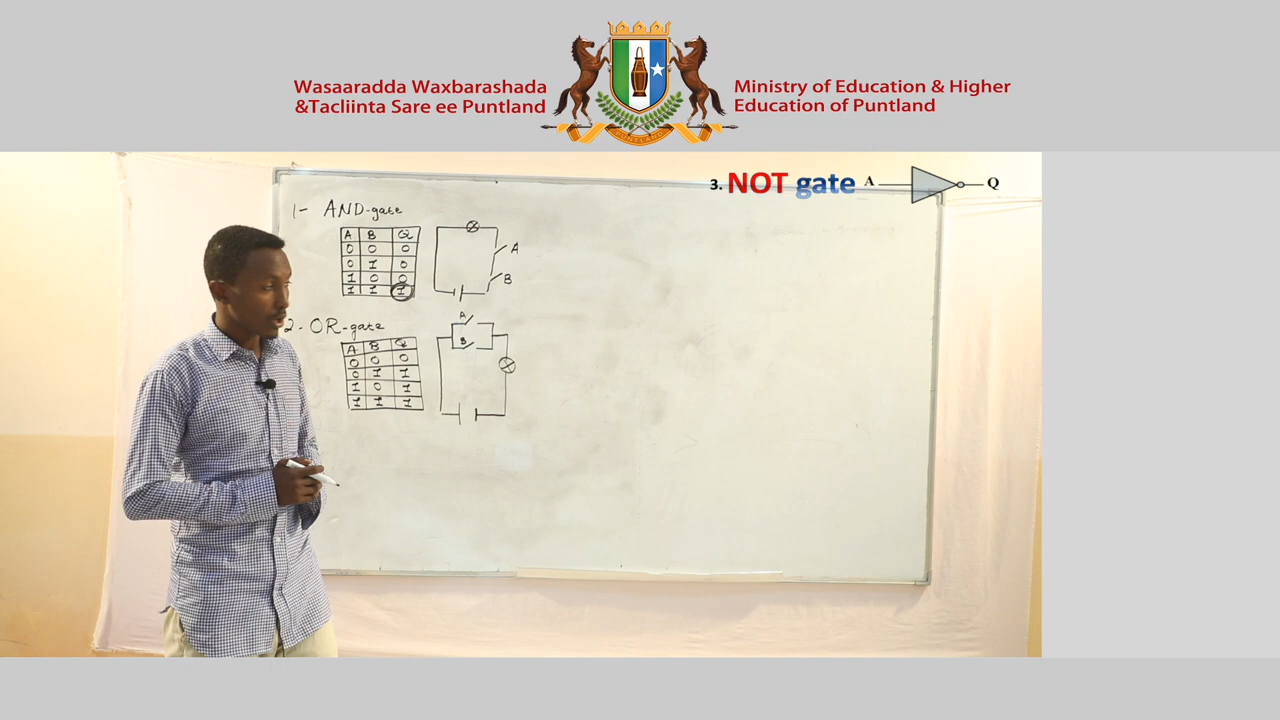 Wasaaradda Waxbarashada
&Tacliinta Sare ee Puntland
PUNTLAND
Ministry of Education & Higher
Education of Puntland
3. NOT gate A Q
1- AND-gate
A B Q
0 0 0
0 1 0
1 0 0
1 1 1
A
B
2-OR-gate
A B Q
0 0 0
0 1 1
1 0 1
1 1 1
A
B